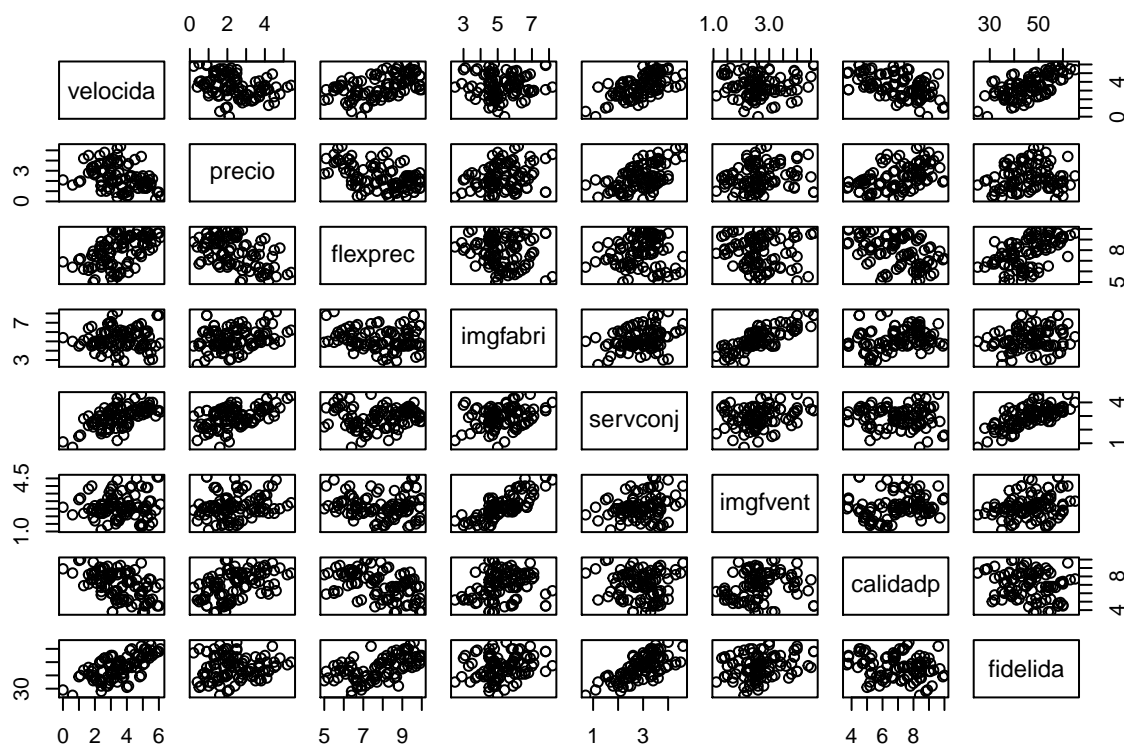 0 2 4 3 5 7 1.0 3.0 30 50
velocida 0 4
0 3 precio
flexprec 5 8
3 7 imgfabri
servconj 1 4
1.0 4.5 imgfvent
calidadp 4 8
30 fidelida
0 2 4 6 5 7 9 1 3 4 6 8